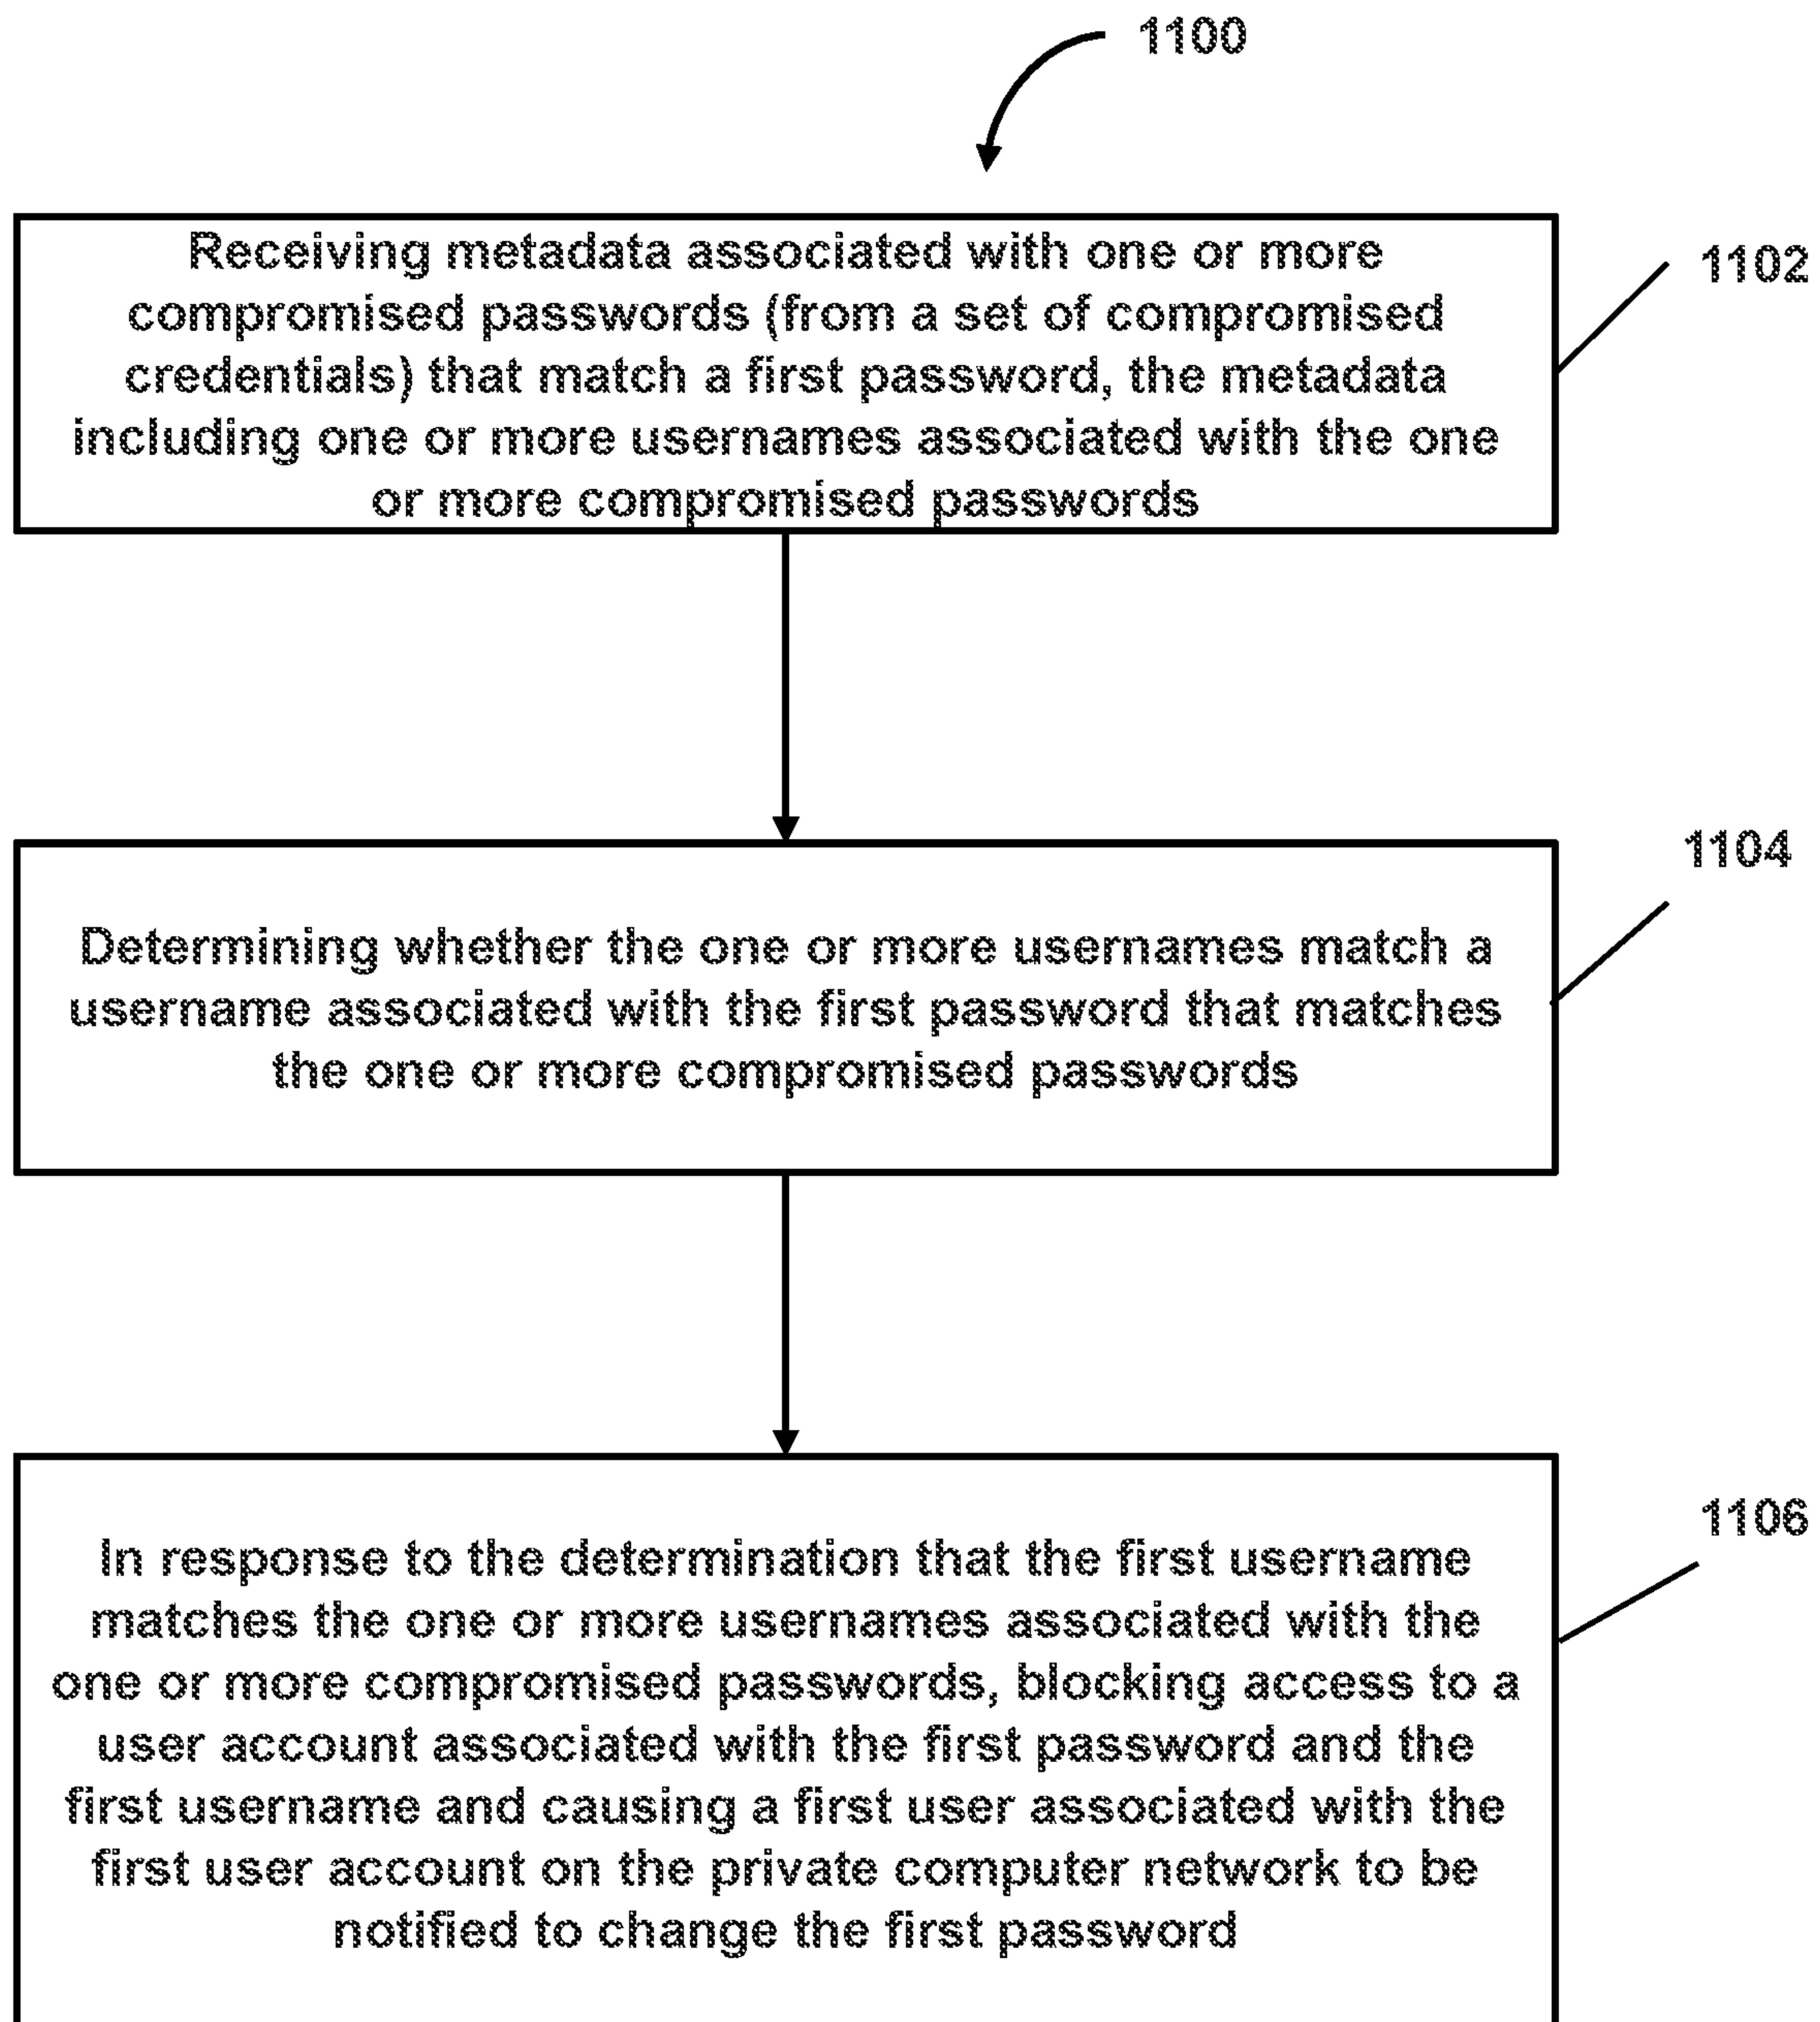 1100
Receiving metadata associated with one or more
compromised passwords (from a set of compromised
credentials) that match a first password, the metadata
including one or more usernames associated with the one
or more compromised passwords
1102
Determining whether the one or more usernames match a
username associated with the first password that matches
the one or more compromised passwords
1104
In response to the determination that the first username
matches the one or more usernames associated with the
one or more compromised passwords, blocking access to a
user account associated with the first password and the
first username and causing a first user associated with the
first user account on the private computer network to be
notified to change the first password
1106